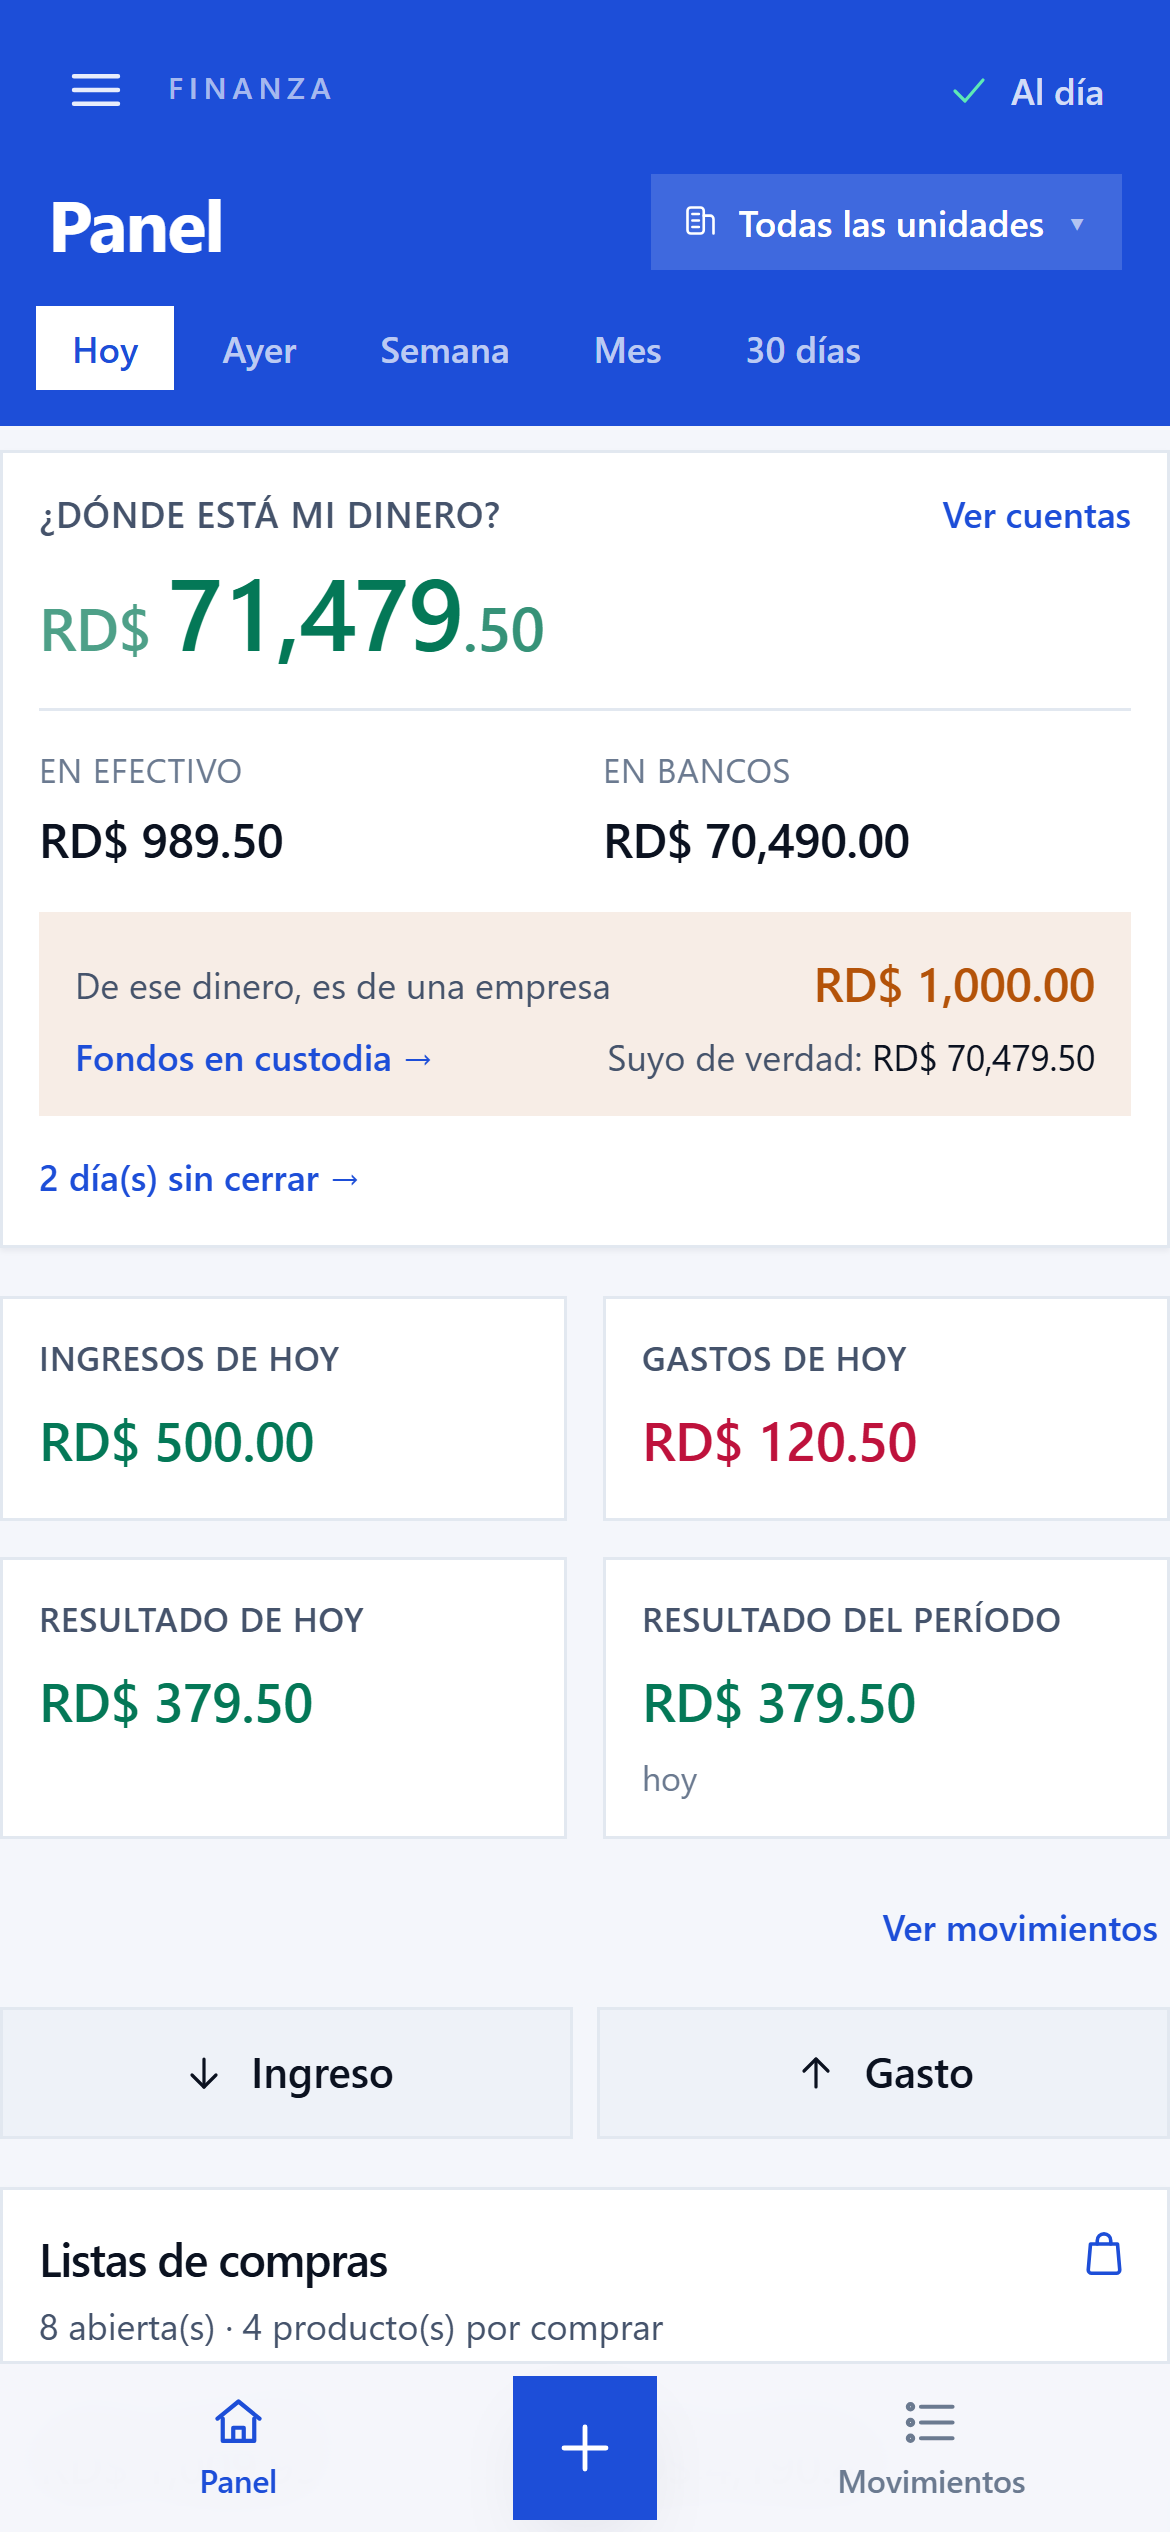 FINANZA
Al día
Panel
Todas las unidades
Hoy Ayer Semana Mes 30 días
¿DÓNDE ESTÁ MI DINERO? Ver cuentas
RD$ 71,479.50
EN EFECTIVO EN BANCOS
RD$ 989.50 RD$ 70,490.00
De ese dinero, es de una empresa RD$ 1,000.00
Fondos en custodia → Suyo de verdad: RD$ 70,479.50
2 día(s) sin cerrar →
INGRESOS DE HOY GASTOS DE HOY
RD$ 500.00 RD$ 120.50
RESULTADO DE HOY RESULTADO DEL PERÍODO
RD$ 379.50 RD$ 379.50
hoy
Ver movimientos
Ingreso Gasto
Listas de compras
8 abierta(s) · 4 producto(s) por comprar
Panel Movimientos